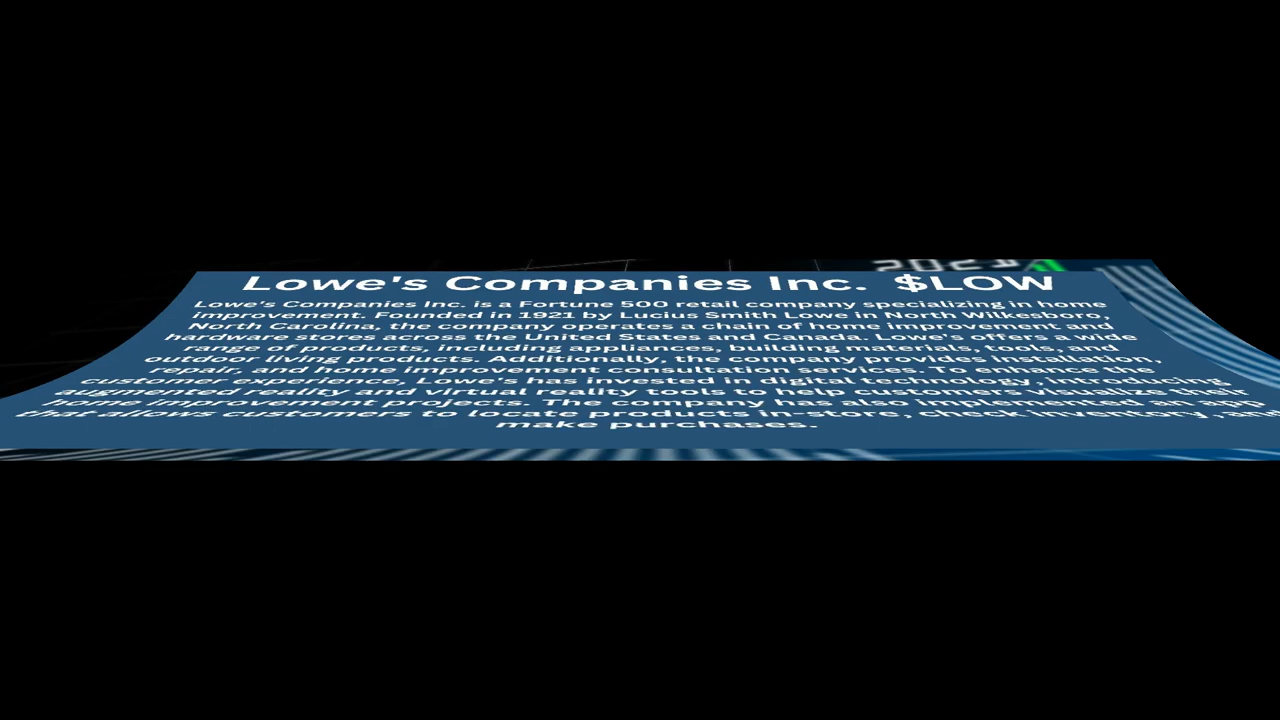 Lowe's Companies Inc. $LOW
Lowe's Companies Inc. is a Fortune 500 retail company specializing in home
improvement. Founded in 1921 by Lucius Smith Lowe in North Wilkesboro,
North Carolina, the company operates a chain of home improvement and
hardware stores across the United States and Canada. Lowe's offers a wide
range of products, including appliances, building materials, tools, and
outdoor living products. Additionally, the company provides installation,
repair, and home improvement consultation services. To enhance the
customer experience, Lowe's has invested in digital technology, introducing
augmented reality and virtual reality tools to help customers visualize their
home improvement projects. The company has also implemented an app
that allows customers to locate products in-store, check inventory, and
make purchases.